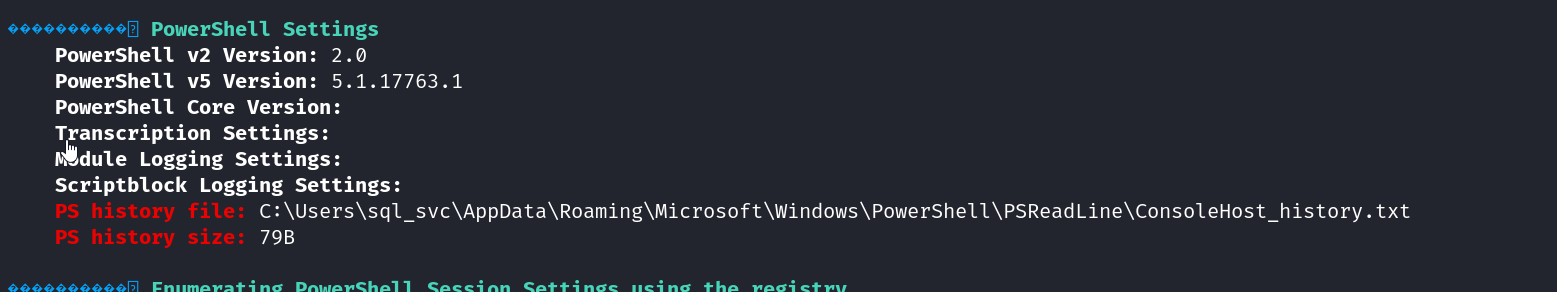 ������������� PowerShell Settings
PowerShell v2 Version: 2.0
PowerShell v5 Version: 5.1.17763.1
PowerShell Core Version:
Transcription Settings:
Module Logging Settings:
Scriptblock Logging Settings:
PS history file: C:\Users\sql_svc\AppData\Roaming\Microsoft\Windows\PowerShell\PSReadLine\ConsoleHost_history.txt
PS history size: 79B
������������� Enumerating PowerShell Session Settings using the registry